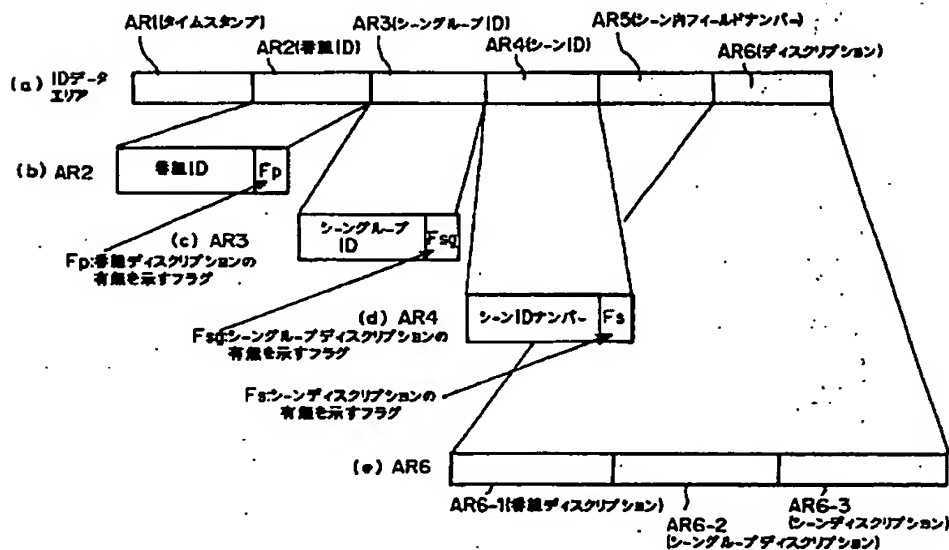 AR1(タイムスタンプ)
AR2(番組ID)
AR3(シーングループID)
AR4(シーンID)
AR5(シーン内フィールドナンバー)
AR6(ディスクリプション)
(a) IDデータ
エリア
(b) AR2
番組ID
Fp
(c) AR3
シーングループ
ID
Fsg
Fp:番組ディスクリプションの
有無を示すフラグ
(d) AR4
シーンIDナンバー
Fs
Fsg:シーングループディスクリプションの
有無を示すフラグ
Fs:シーンディスクリプションの
有無を示すフラグ
(e) AR6
AR6-1(番組ディスクリプション)
AR6-2
(シーングループディスクリプション)
AR6-3
(シーンディスクリプション)